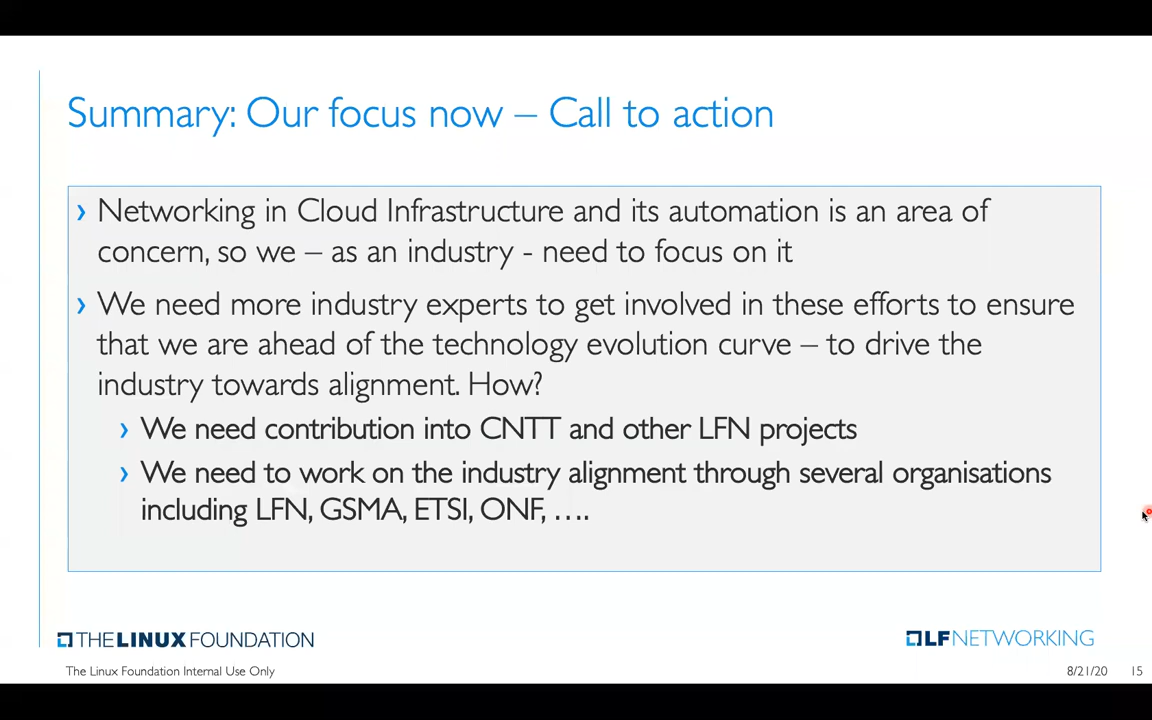 Summary: Our focus now – Call to action
› Networking in Cloud Infrastructure and its automation is an area of
concern, so we – as an industry - need to focus on it
› We need more industry experts to get involved in these efforts to ensure
that we are ahead of the technology evolution curve – to drive the
industry towards alignment. How?
› We need contribution into CNTT and other LFN projects
› We need to work on the industry alignment through several organisations
including LFN, GSMA, ETSI, ONF, ….
THE LINUX FOUNDATION
LF NETWORKING
The Linux Foundation Internal Use Only
8/21/20
15